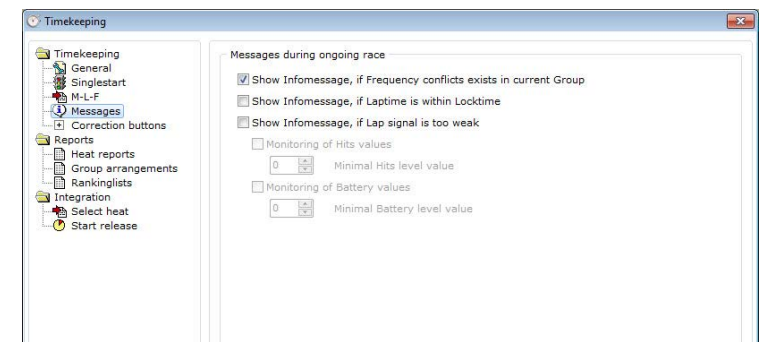 Timekeeping
Timekeeping
General
Singlestart
M-L-F
Messages
Correction buttons
Reports
Heat reports
Group arrangements
Rankinglists
Integration
Select heat
Start release
Messages during ongoing race
Show Infomessage, if Frequency conflicts exists in current Group
Show Infomessage, if Laptime is within Locktime
Show Infomessage, if Lap signal is too weak
Monitoring of Hits values
0 Minimal Hits level value
Monitoring of Battery values
0 Minimal Battery level value